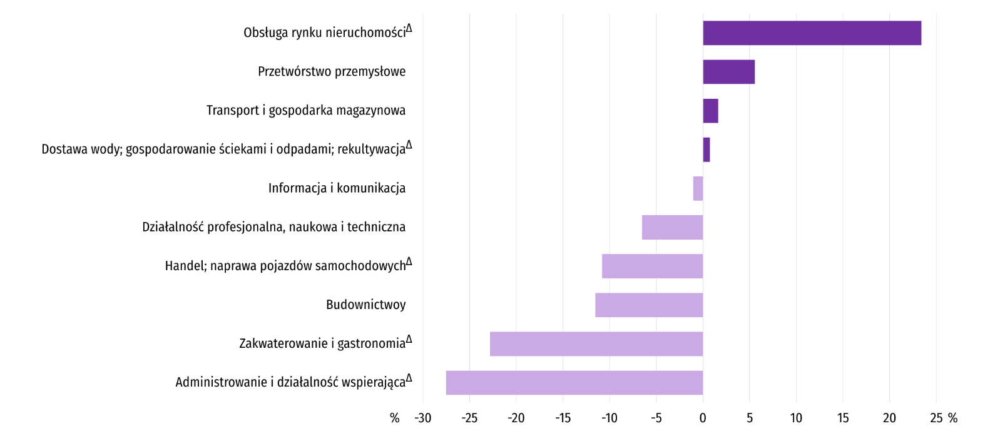 Obsługa rynku nieruchomościΔ
Przetwórstwo przemysłowe
Transport i gospodarka magazynowa
Dostawa wody; gospodarowanie ściekami i odpadami; rekultywacjaΔ
Informacja i komunikacja
Działalność profesjonalna, naukowa i techniczna
Handel; naprawa pojazdów samochodowychΔ
Budownictwoy
Zakwaterowanie i gastronomiaΔ
Administrowanie i działalność wspierającaΔ
% -30 -25 -20 -15 -10 -5 0 5 10 15 20 25 %